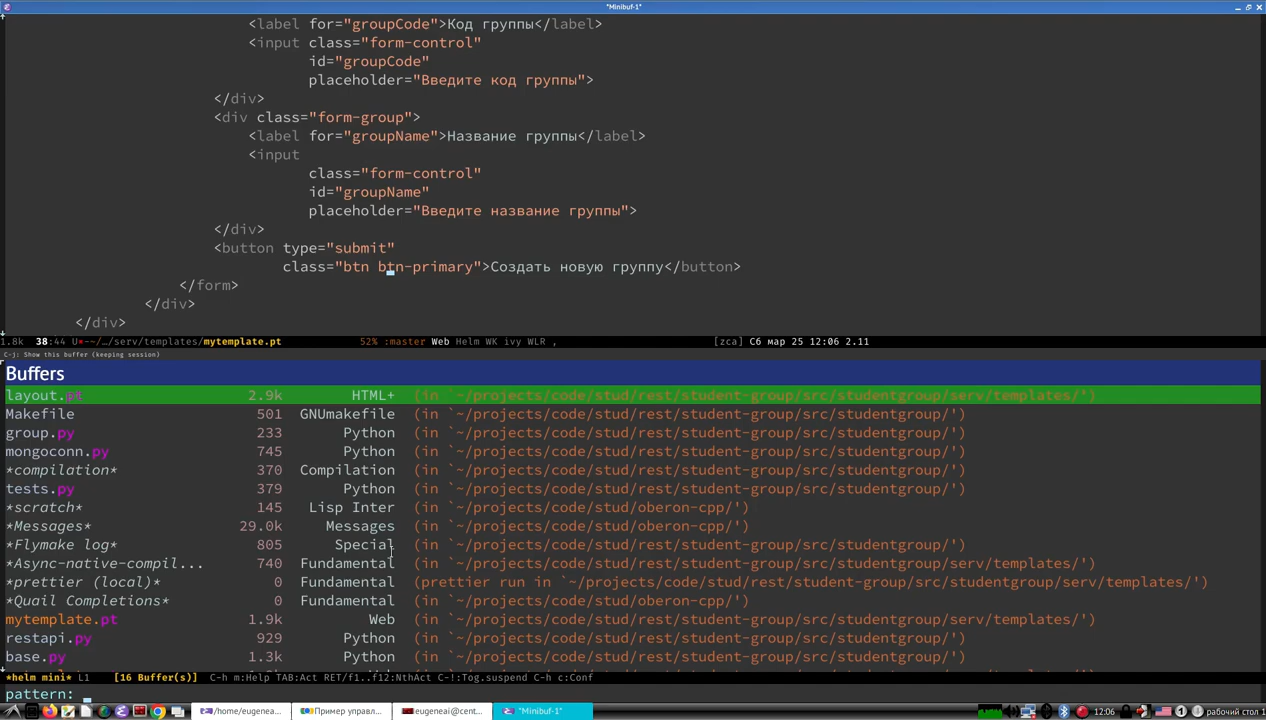 *Minibuf-1*
<label for="groupCode">Код группы</label>
<input class="form-control"
id="groupCode"
placeholder="Введите код группы">
</div>
<div class="form-group">
<label for="groupName">Название группы</label>
<input
class="form-control"
id="groupName"
placeholder="Введите название группы">
</div>
<button type="submit"
class="btn btn-primary">Создать новую группу</button>
</form>
</div>
</div>
1.8k 38:44 U*-~/…/serv/templates/mytemplate.pt 52% :master Web Helm WK ivy WLR , [zca] Сб мар 25 12:06 2.11
C-j: Show this buffer (keeping session)
Buffers
layout.pt 2.9k HTML+ (in `~/projects/code/stud/rest/student-group/src/studentgroup/serv/templates/')
Makefile 501 GNUmakefile (in `~/projects/code/stud/rest/student-group/src/studentgroup/')
group.py 233 Python (in `~/projects/code/stud/rest/student-group/src/studentgroup/')
mongoconn.py 745 Python (in `~/projects/code/stud/rest/student-group/src/studentgroup/')
*compilation* 370 Compilation (in `~/projects/code/stud/rest/student-group/src/studentgroup/')
tests.py 379 Python (in `~/projects/code/stud/rest/student-group/src/studentgroup/')
*scratch* 145 Lisp Inter (in `~/projects/code/stud/oberon-cpp/')
*Messages* 29.0k Messages (in `~/projects/code/stud/oberon-cpp/')
*Flymake log* 805 Special (in `~/projects/code/stud/rest/student-group/src/studentgroup/')
*Async-native-compil... 740 Fundamental (in `~/projects/code/stud/rest/student-group/src/studentgroup/serv/templates/')
*prettier (local)* 0 Fundamental (prettier run in `~/projects/code/stud/rest/student-group/src/studentgroup/serv/templates/')
*Quail Completions* 0 Fundamental (in `~/projects/code/stud/oberon-cpp/')
mytemplate.pt 1.9k Web (in `~/projects/code/stud/rest/student-group/src/studentgroup/serv/templates/')
restapi.py 929 Python (in `~/projects/code/stud/rest/student-group/src/studentgroup/')
base.py 1.3k Python (in `~/projects/code/stud/rest/student-group/src/studentgroup/')
*helm mini* L1 [16 Buffer(s)] C-h m:Help TAB:Act RET/f1..f12:NthAct C-!:Tog.suspend C-h c:Conf
pattern:
/home/eugenea... Пример управл... eugeneai@cent... *Minibuf-1* 12:06 рабочий стол 1